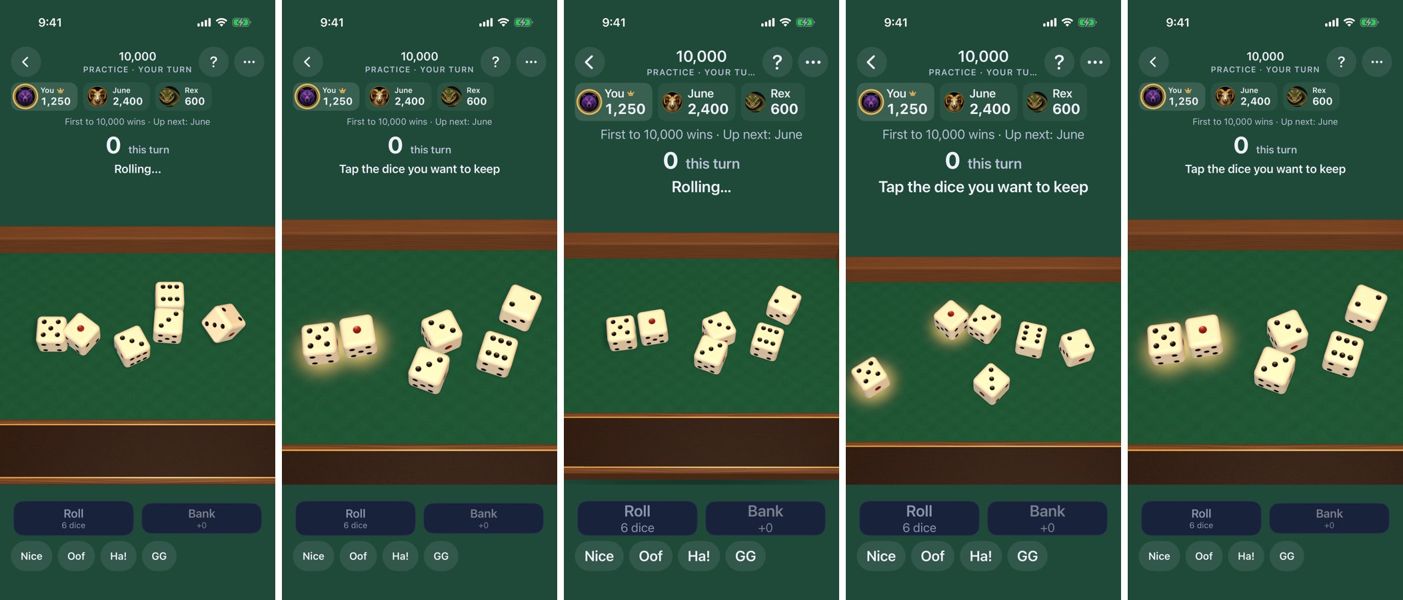 9:41
10,000
?
...
PRACTICE · YOUR TURN
You
1,250
June
2,400
Rex
600
First to 10,000 wins · Up next: June
0 this turn
Rolling...
Roll
6 dice
Bank
+0
Nice
Oof
Ha!
GG
9:41
10,000
?
...
PRACTICE · YOUR TURN
You
1,250
June
2,400
Rex
600
First to 10,000 wins · Up next: June
0 this turn
Tap the dice you want to keep
Roll
6 dice
Bank
+0
Nice
Oof
Ha!
GG
9:41
10,000
?
...
PRACTICE · YOUR TU...
You
1,250
June
2,400
Rex
600
First to 10,000 wins · Up next: June
0 this turn
Rolling...
Roll
6 dice
Bank
+0
Nice
Oof
Ha!
GG
9:41
10,000
?
...
PRACTICE · YOUR TU...
You
1,250
June
2,400
Rex
600
First to 10,000 wins · Up next: June
0 this turn
Tap the dice you want to keep
Roll
6 dice
Bank
+0
Nice
Oof
Ha!
GG
9:41
10,000
?
...
PRACTICE · YOUR TURN
You
1,250
June
2,400
Rex
600
First to 10,000 wins · Up next: June
0 this turn
Tap the dice you want to keep
Roll
6 dice
Bank
+0
Nice
Oof
Ha!
GG